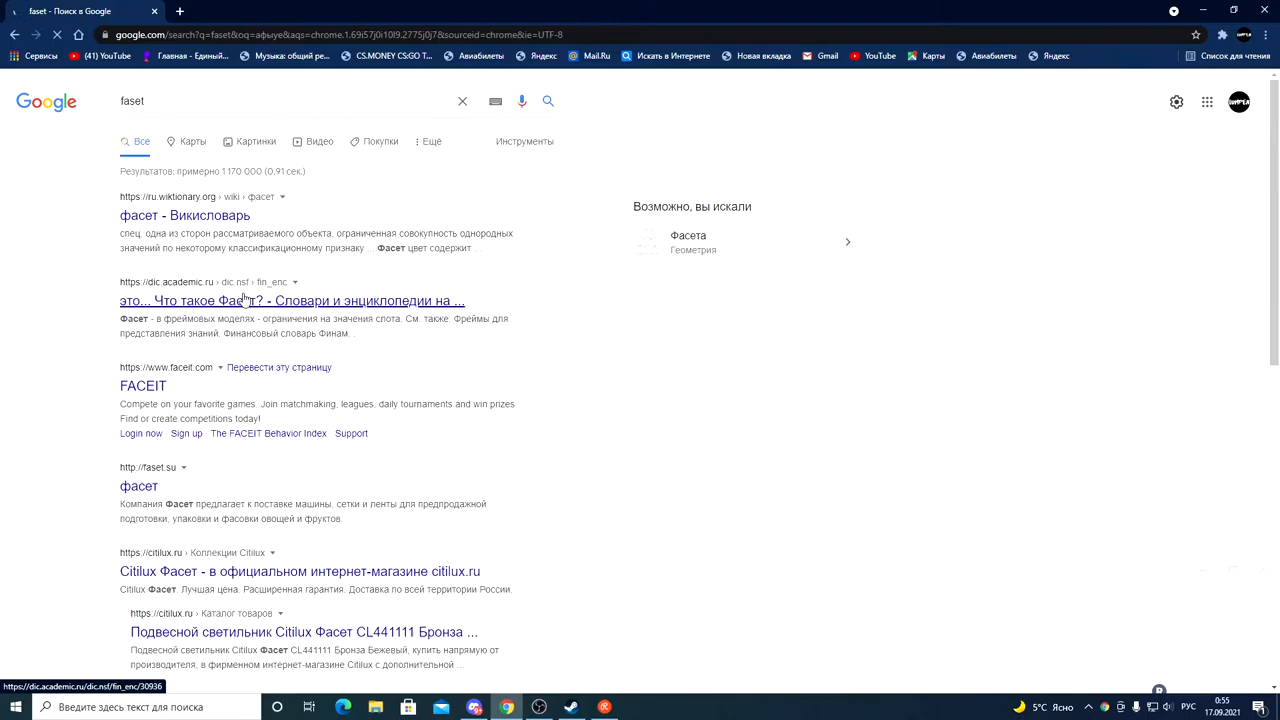 faset - Поиск в Google
google.com/search?q=faset&oq=афыуе&aqs=chrome.1.69i57j0i10l9.2775j0j7&sourceid=chrome&ie=UTF-8
Сервисы
(41) YouTube
Главная - Единый...
Музыка: общий ре...
CS.MONEY CS:GO T...
Авиабилеты
Mail.Ru
Искать в Интернете
Новая вкладка
Gmail
YouTube
Карты
Авиабилеты
Яндекс
Список для чтения
Google
faset
Все
Карты
Картинки
Видео
Покупки
Ещё
Инструменты
Результатов: примерно 1 170 000 (0,91 сек.)
https://ru.wiktionary.org › wiki › фасет
фасет - Викисловарь
спец. одна из сторон рассматриваемого объекта, ограниченная совокупность однородных
значений по некоторому классификационному признаку ... Фасет цвет содержит ...
https://dic.academic.ru › dic.nsf › fin_enc
это... Что такое Фасет? - Словари и энциклопедии на ...
Фасет - в фреймовых моделях - ограничения на значения слота. См. также: Фреймы для
представления знаний. Финансовый словарь Финам. .
https://www.faceit.com Перевести эту страницу
FACEIT
Compete on your favorite games. Join matchmaking, leagues, daily tournaments and win prizes.
Find or create competitions today!
Login now · Sign up · The FACEIT Behavior Index · Support
http://faset.su
фасет
Компания Фасет предлагает к поставке машины, сетки и ленты для предпродажной
подготовки, упаковки и фасовки овощей и фруктов.
https://citilux.ru › Коллекции Citilux
Citilux Фасет - в официальном интернет-магазине citilux.ru
Citilux Фасет. Лучшая цена. Расширенная гарантия. Доставка по всей территории России.
https://citilux.ru › Каталог товаров
Подвесной светильник Citilux Фасет CL441111 Бронза ...
Подвесной светильник Citilux Фасет CL441111 Бронза Бежевый, купить напрямую от
производителя, в фирменном интернет-магазине Citilux с дополнительной ...
Возможно, вы искали
Фасета
Геометрия
https://dic.academic.ru/dic.nsf/fin_enc/30936
Введите здесь текст для поиска
5°C Ясно
РУС
0:55
17.09.2021